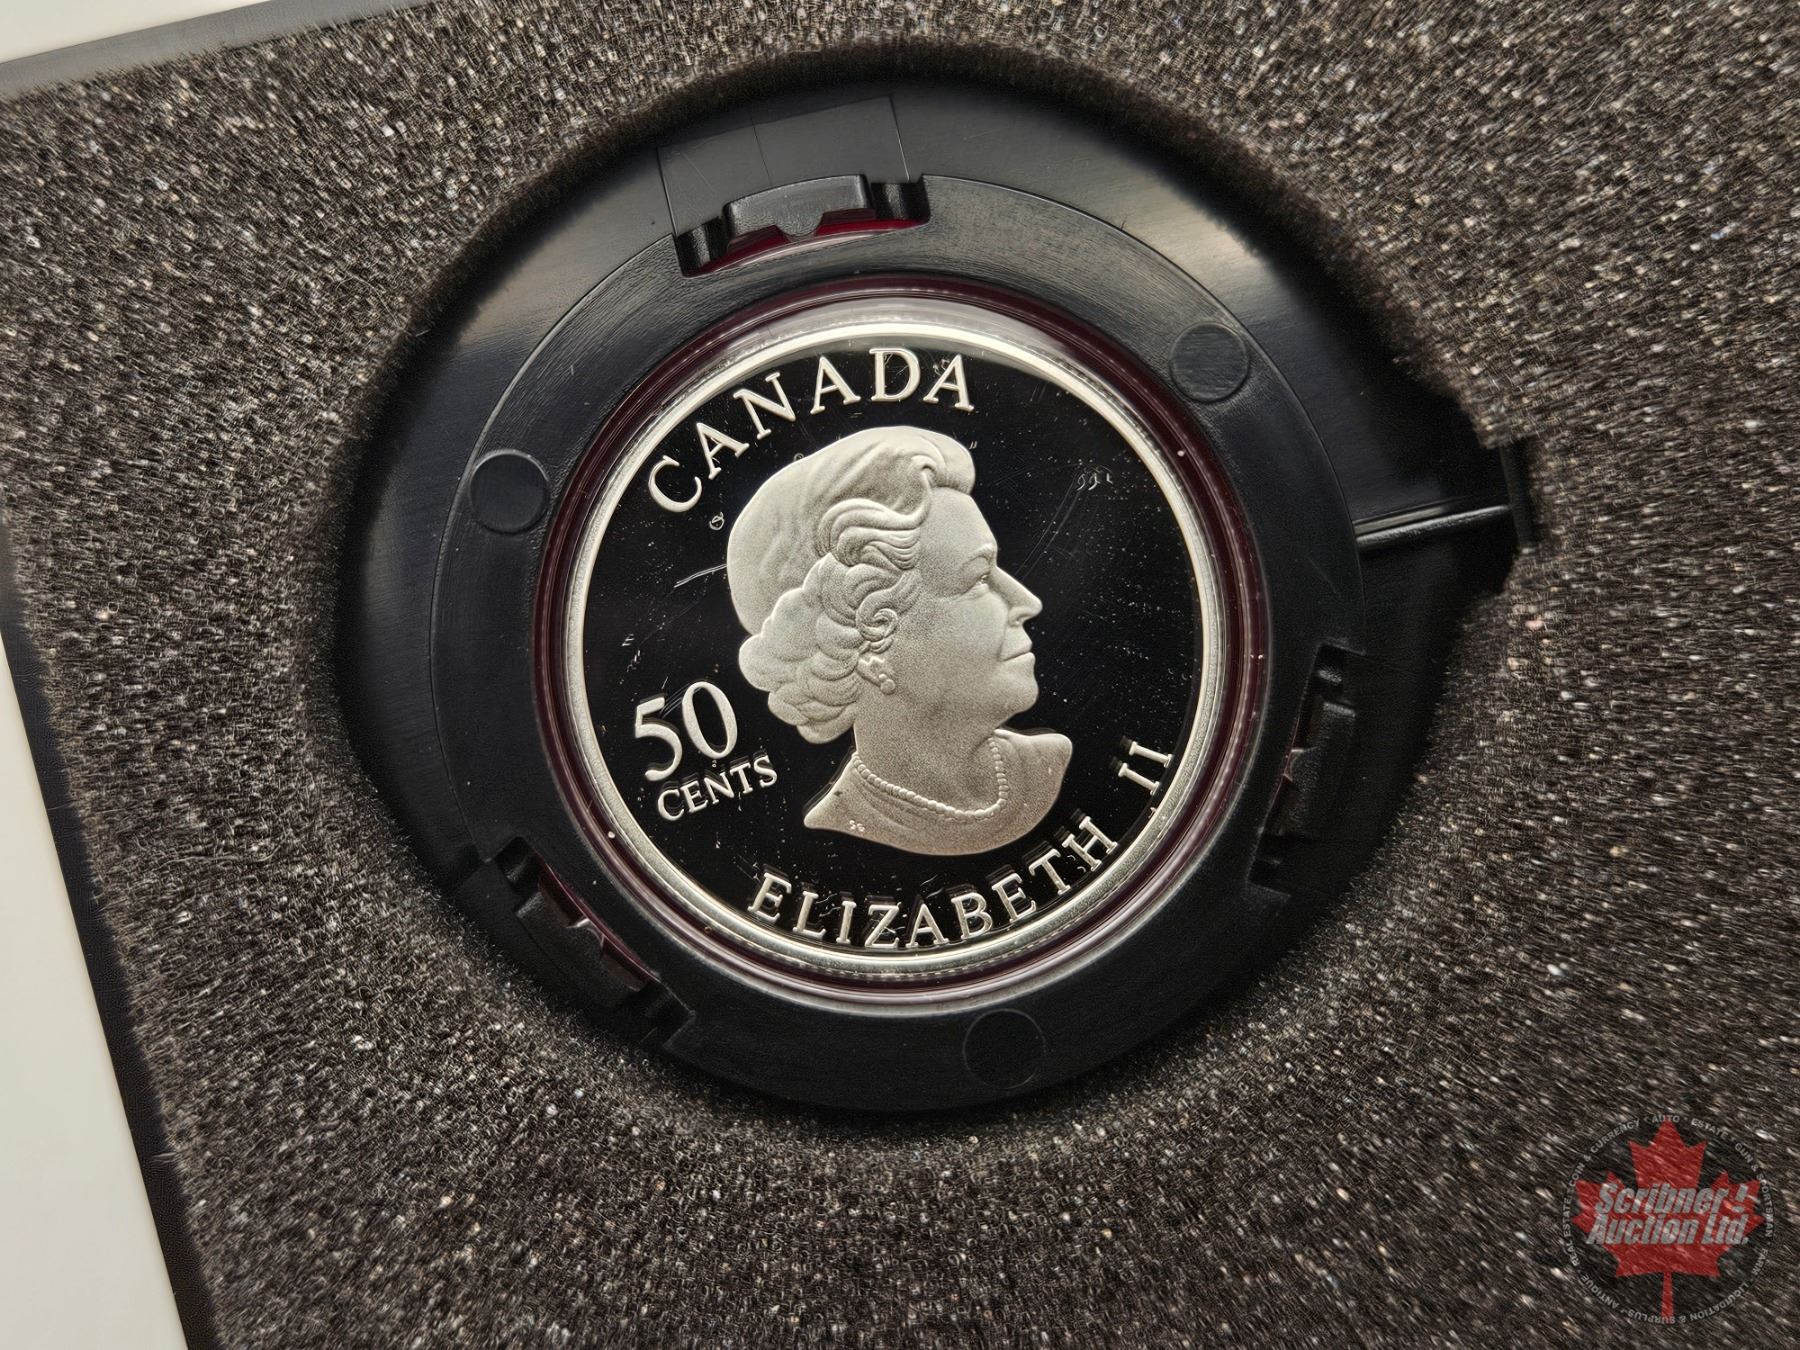 CANADA
50
CENTS
ELIZABETH II
Scribner
Auction Ltd.